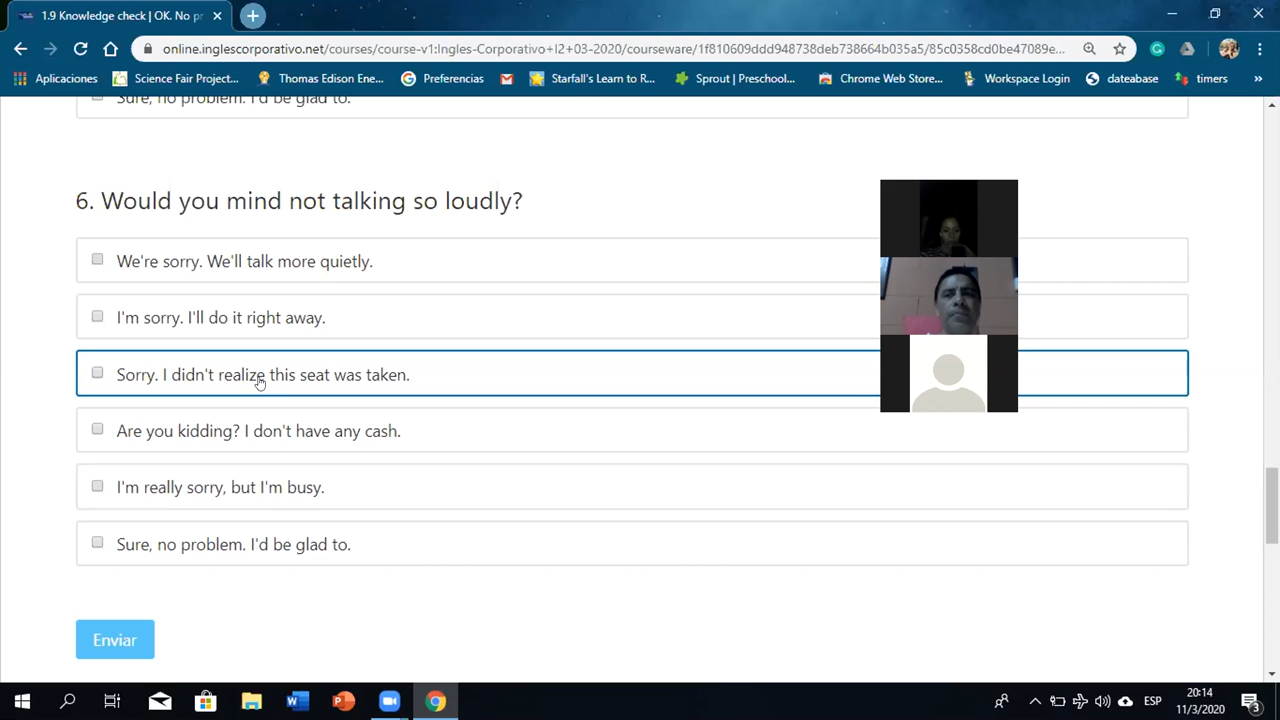 1.9 Knowledge check | OK. No pr
online.inglescorporativo.net/courses/course-v1:Ingles-Corporativo+I2+03-2020/courseware/1f810609ddd948738deb738664b035a5/85c0358cd0be47089e...
Aplicaciones Science Fair Project... Thomas Edison Ene... Preferencias Starfall's Learn to R... Sprout | Preschool... Chrome Web Store... Workspace Login dateabase timers »
Sure, no problem. I'd be glad to.
6. Would you mind not talking so loudly?
We're sorry. We'll talk more quietly.
I'm sorry. I'll do it right away.
Sorry. I didn't realize this seat was taken.
Are you kidding? I don't have any cash.
I'm really sorry, but I'm busy.
Sure, no problem. I'd be glad to.
Enviar
ESP
20:14
11/3/2020
3